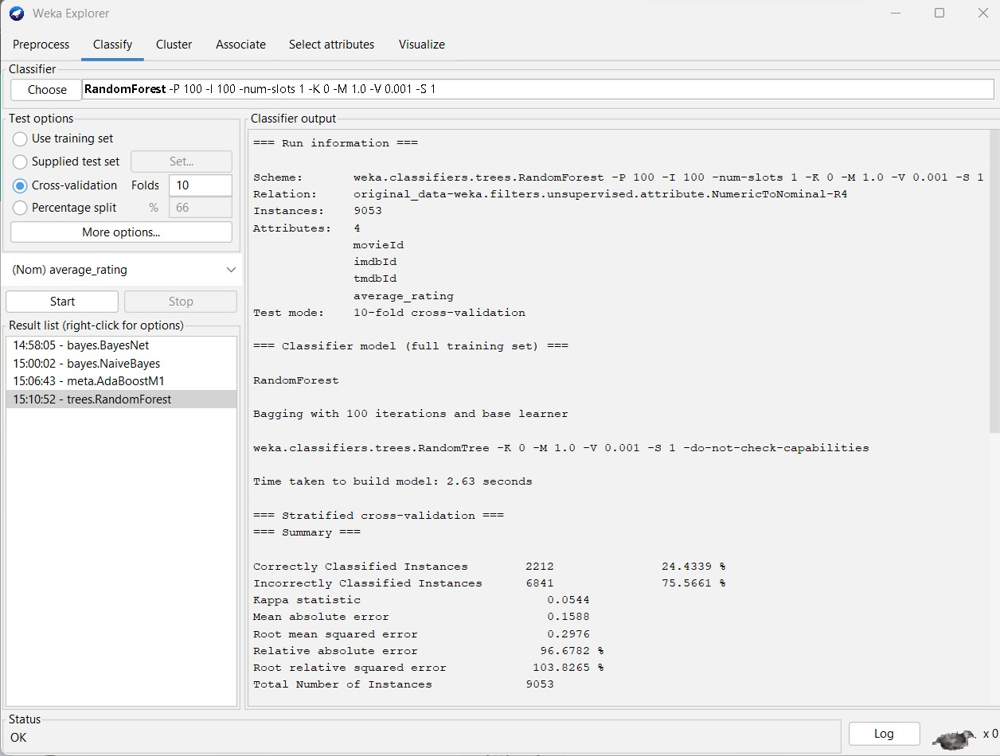 Weka Explorer
Preprocess Classify Cluster Associate Select attributes Visualize
Classifier
Choose RandomForest -P 100 -I 100 -num-slots 1 -K 0 -M 1.0 -V 0.001 -S 1
Test options
Use training set
Supplied test set Set...
Cross-validation Folds 10
Percentage split % 66
More options...
(Nom) average_rating
Start Stop
Result list (right-click for options)
14:58:05 - bayes.BayesNet
15:00:02 - bayes.NaiveBayes
15:06:43 - meta.AdaBoostM1
15:10:52 - trees.RandomForest
Classifier output
=== Run information ===
Scheme: weka.classifiers.trees.RandomForest -P 100 -I 100 -num-slots 1 -K 0 -M 1.0 -V 0.001 -S 1
Relation: original_data-weka.filters.unsupervised.attribute.NumericToNominal-R4
Instances: 9053
Attributes: 4
movieId
imdbId
tmdbId
average_rating
Test mode: 10-fold cross-validation
=== Classifier model (full training set) ===
RandomForest
Bagging with 100 iterations and base learner
weka.classifiers.trees.RandomTree -K 0 -M 1.0 -V 0.001 -S 1 -do-not-check-capabilities
Time taken to build model: 2.63 seconds
=== Stratified cross-validation ===
=== Summary ===
Correctly Classified Instances 2212 24.4339 %
Incorrectly Classified Instances 6841 75.5661 %
Kappa statistic 0.0544
Mean absolute error 0.1588
Root mean squared error 0.2976
Relative absolute error 96.6782 %
Root relative squared error 103.8265 %
Total Number of Instances 9053
Status
OK
Log
x 0